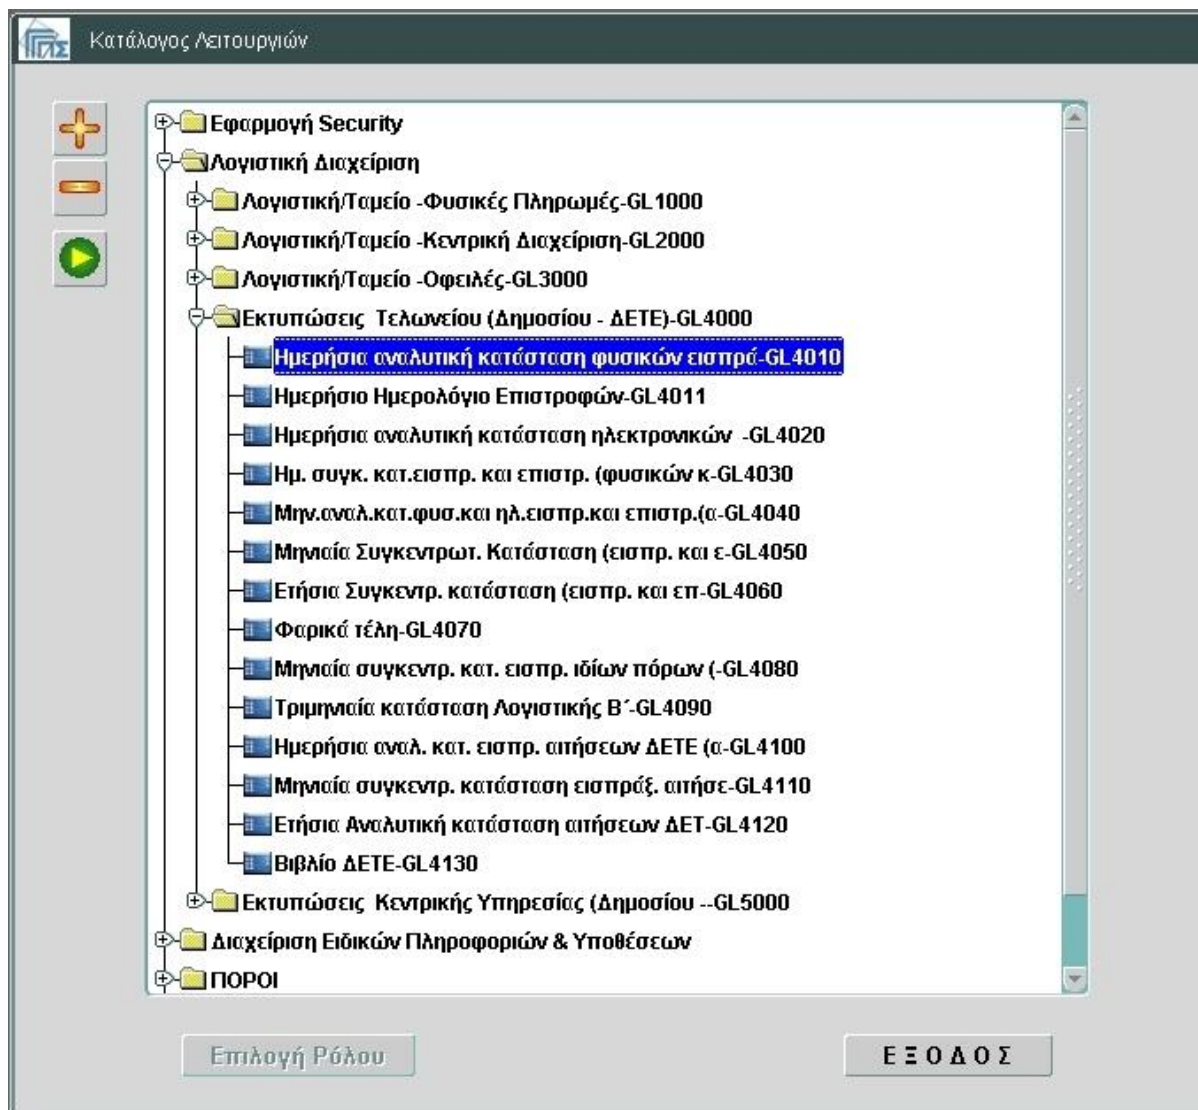 Κατάλογος Λειτουργιών
Εφαρμογή Security
Λογιστική Διαχείριση
Λογιστική/Ταμείο -Φυσικές Πληρωμές-GL1000
Λογιστική/Ταμείο -Κεντρική Διαχείριση-GL2000
Λογιστική/Ταμείο -Οφειλές-GL3000
Εκτυπώσεις Τελωνείου (Δημοσίου - ΔΕΤΕ)-GL4000
Ημερήσια αναλυτική κατάσταση φυσικών εισπρά-GL4010
Ημερήσιο Ημερολόγιο Επιστροφών-GL4011
Ημερήσια αναλυτική κατάσταση ηλεκτρονικών -GL4020
Ημ. συγκ. κατ.εισπρ. και επιστρ. (φυσικών κ-GL4030
Μην.αναλ.κατ.φυσ.και ηλ.εισπρ.και επιστρ.(α-GL4040
Μηνιαία Συγκεντρωτ. Κατάσταση (εισπρ. και ε-GL4050
Ετήσια Συγκεντρ. κατάσταση (εισπρ. και επ-GL4060
Φαρικά τέλη-GL4070
Μηνιαία συγκεντρ. κατ. εισπρ. ιδίων πόρων (-GL4080
Τριμηνιαία κατάσταση Λογιστικής Β΄-GL4090
Ημερήσια αναλ. κατ. εισπρ. αιτήσεων ΔΕΤΕ (α-GL4100
Μηνιαία συγκεντρ. κατάσταση εισπράξ. αιτήσε-GL4110
Ετήσια Αναλυτική κατάσταση αιτήσεων ΔΕΤ-GL4120
Βιβλίο ΔΕΤΕ-GL4130
Εκτυπώσεις Κεντρικής Υπηρεσίας (Δημοσίου --GL5000
Διαχείριση Ειδικών Πληροφοριών & Υποθέσεων
ΠΟΡΟΙ
Επιλογή Ρόλου
ΕΞΟΔΟΣ